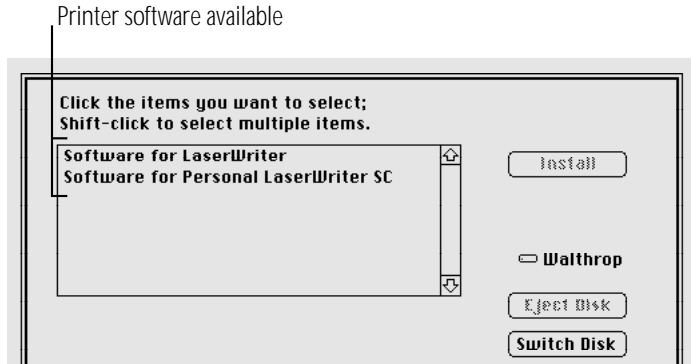 Printer software available
Click the items you want to select;
Shift-click to select multiple items.
Software for LaserWriter
Software for Personal LaserWriter SC
Install
Walthrop
Eject Disk
Switch Disk